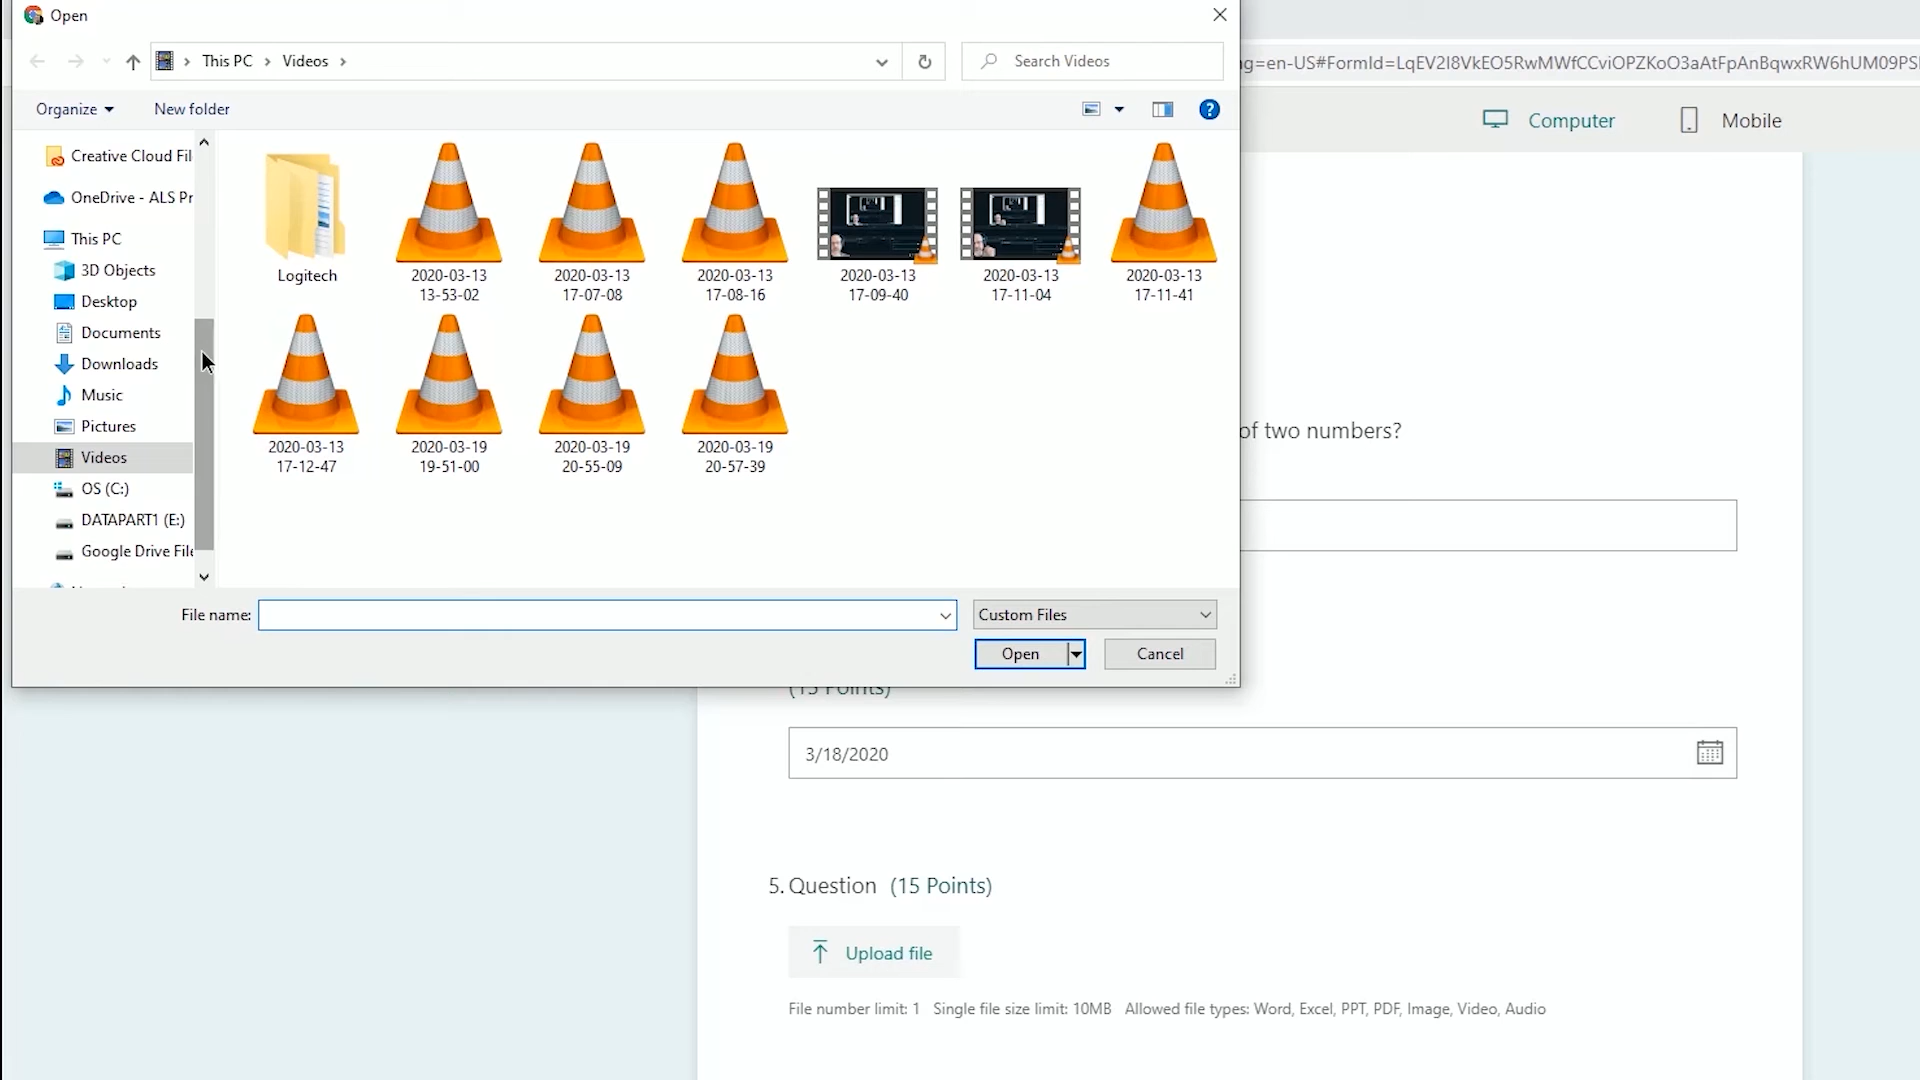 Open
This PC
Videos
Search Videos
ng=en-US#FormId=LqEV2I8VkEO5RwMWfCCviOPZKoO3aAtFpAnBqwxRW6hUM09PS
Organize
New folder
Computer
Mobile
Creative Cloud Fil
OneDrive - ALS Pr
This PC
3D Objects
Desktop
Documents
Downloads
Music
Pictures
Videos
OS (C:)
DATAPART1 (E:)
Google Drive File
Logitech
2020-03-13
13-53-02
2020-03-13
17-07-08
2020-03-13
17-08-16
2020-03-13
17-09-40
2020-03-13
17-11-04
2020-03-13
17-11-41
2020-03-13
17-12-47
2020-03-19
19-51-00
2020-03-19
20-55-09
2020-03-19
20-57-39
of two numbers?
File name:
Custom Files
Open
Cancel
(15 Points)
3/18/2020
5. Question (15 Points)
Upload file
File number limit: 1 Single file size limit: 10MB Allowed file types: Word, Excel, PPT, PDF, Image, Video, Audio